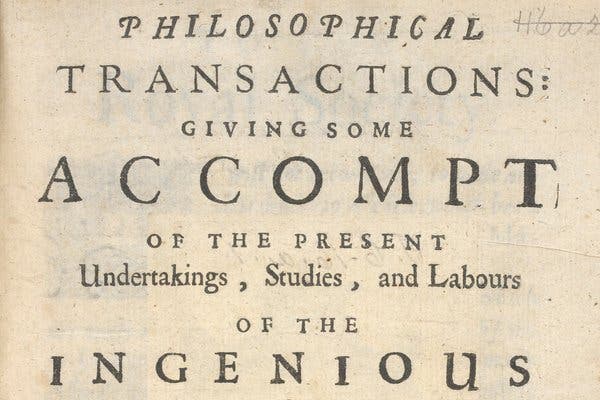 PHILOSOPHICAL
TRANSACTIONS:
GIVING SOME
ACCOMPT
OF THE PRESENT
Undertakings, Studies, and Labours
OF THE
INGENIOUS